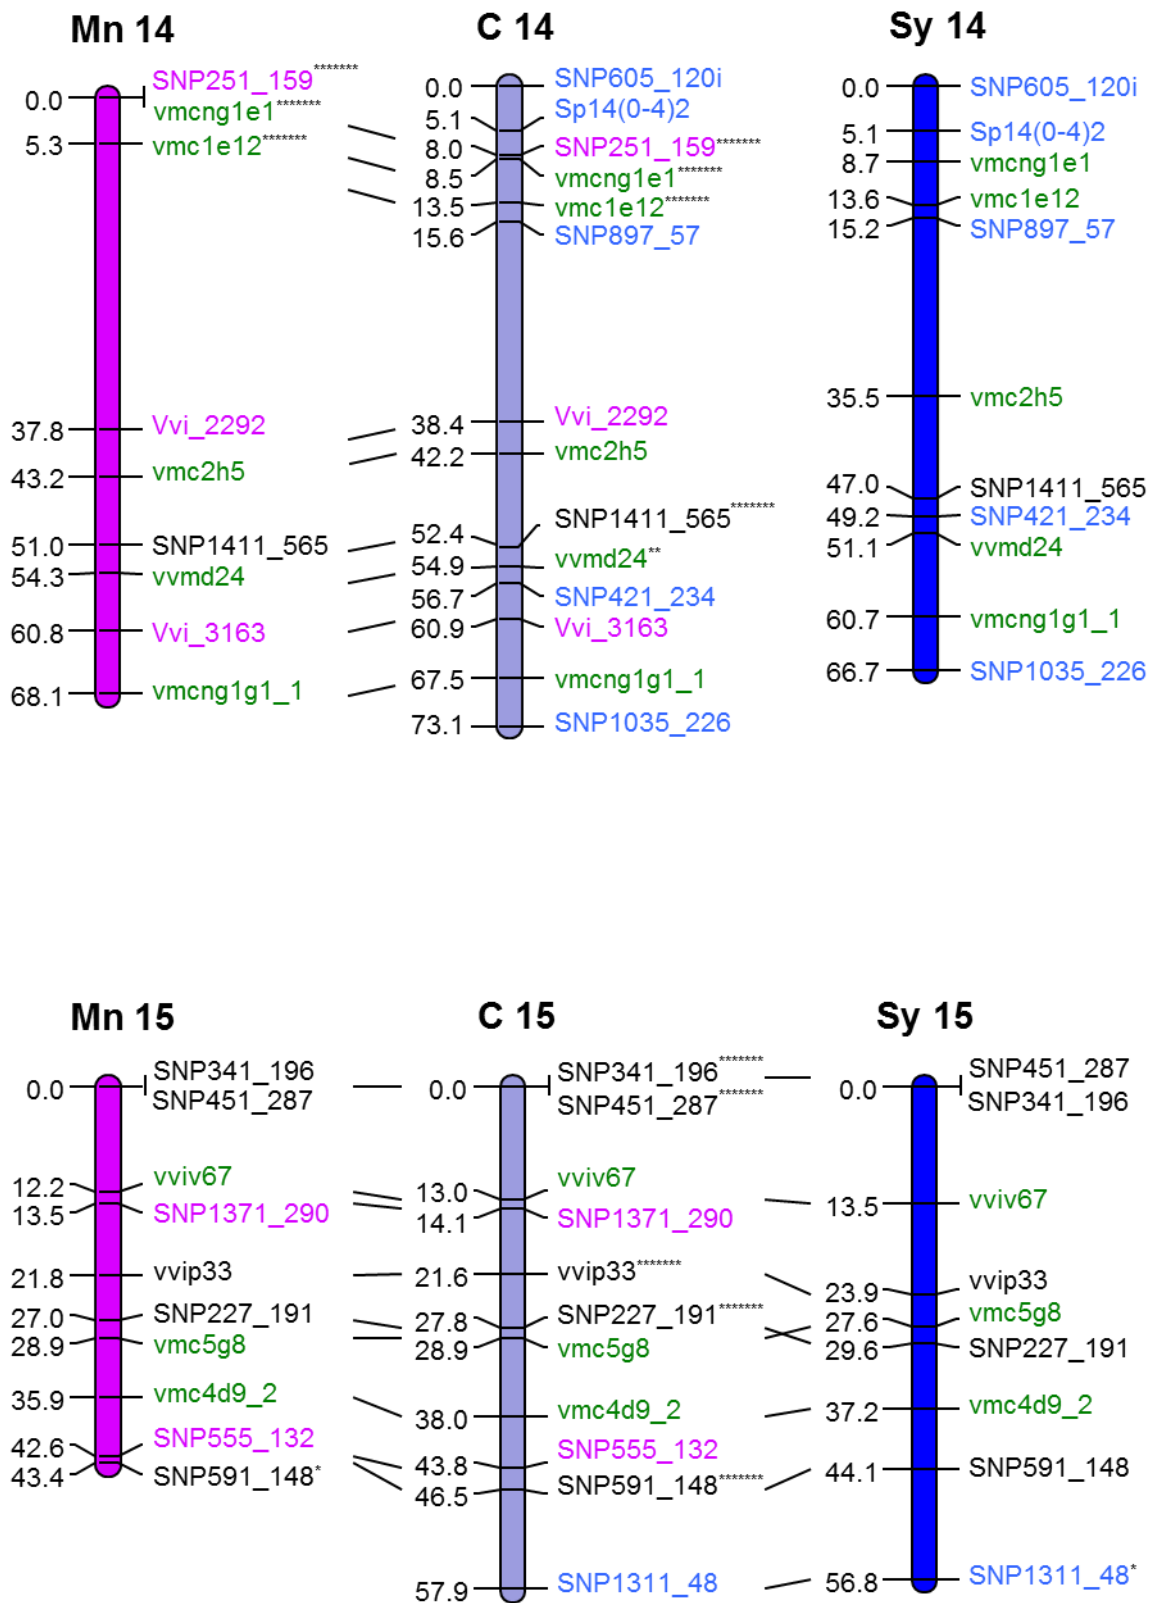 Mn 14
0.0 SNP251_159*******
vmcng1e1*******
5.3 vmc1e12*******
37.8 Vvi_2292
43.2 vmc2h5
51.0 SNP1411_565
54.3 vvmd24
60.8 Vvi_3163
68.1 vmcng1g1_1
C 14
0.0 SNP605_120i
5.1 Sp14(0-4)2
8.0 SNP251_159*******
8.5 vmcng1e1*******
13.5 vmc1e12*******
15.6 SNP897_57
38.4 Vvi_2292
42.2 vmc2h5
52.4 SNP1411_565*******
54.9 vvmd24**
56.7 SNP421_234
60.9 Vvi_3163
67.5 vmcng1g1_1
73.1 SNP1035_226
Sy 14
0.0 SNP605_120i
5.1 Sp14(0-4)2
8.7 vmcng1e1
13.6 vmc1e12
15.2 SNP897_57
35.5 vmc2h5
47.0 SNP1411_565
49.2 SNP421_234
51.1 vvmd24
60.7 vmcng1g1_1
66.7 SNP1035_226
Mn 15
0.0 SNP341_196
SNP451_287
12.2 vviv67
13.5 SNP1371_290
21.8 vvip33
27.0 SNP227_191
28.9 vmc5g8
35.9 vmc4d9_2
42.6 SNP555_132
43.4 SNP591_148*
C 15
0.0 SNP341_196*******
SNP451_287*******
13.0 vviv67
14.1 SNP1371_290
21.6 vvip33*******
27.8 SNP227_191*******
28.9 vmc5g8
38.0 vmc4d9_2
43.8 SNP555_132
46.5 SNP591_148*******
57.9 SNP1311_48
Sy 15
0.0 SNP451_287
SNP341_196
13.5 vviv67
23.9 vvip33
27.6 vmc5g8
29.6 SNP227_191
37.2 vmc4d9_2
44.1 SNP591_148
56.8 SNP1311_48*